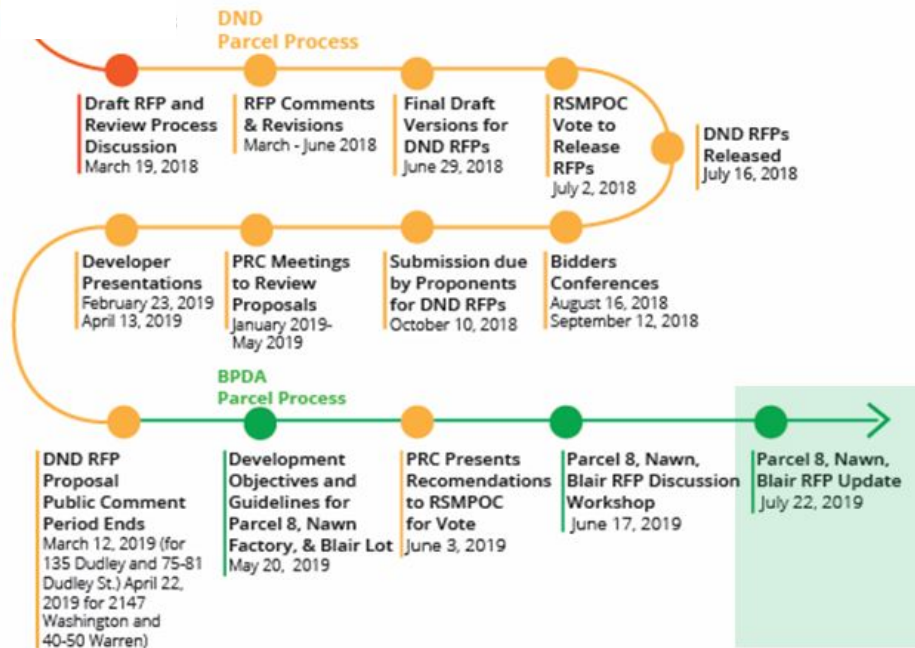 DND
Parcel Process
Draft RFP and
Review Process
Discussion
March 19, 2018
RFP Comments
& Revisions
March - June 2018
Final Draft
Versions for
DND RFPs
June 29, 2018
RSMPOC
Vote to
Release
RFPs
July 2, 2018
DND RFPs
Released
July 16, 2018
Developer
Presentations
February 23, 2019
April 13, 2019
PRC Meetings
to Review
Proposals
January 2019-
May 2019
Submission due
by Proponents
for DND RFPs
October 10, 2018
Bidders
Conferences
August 16, 2018
September 12, 2018
BPDA
Parcel Process
DND RFP
Proposal
Public Comment
Period Ends
March 12, 2019 (for
135 Dudley and 75-81
Dudley St.) April 22,
2019 for 2147
Washington and
40-50 Warren)
Development
Objectives and
Guidelines for
Parcel 8, Nawn
Factory, & Blair Lot
May 20, 2019
PRC Presents
Recomendations
to RSMPOC
for Vote
June 3, 2019
Parcel 8, Nawn,
Blair RFP Discussion
Workshop
June 17, 2019
Parcel 8, Nawn,
Blair RFP Update
July 22, 2019